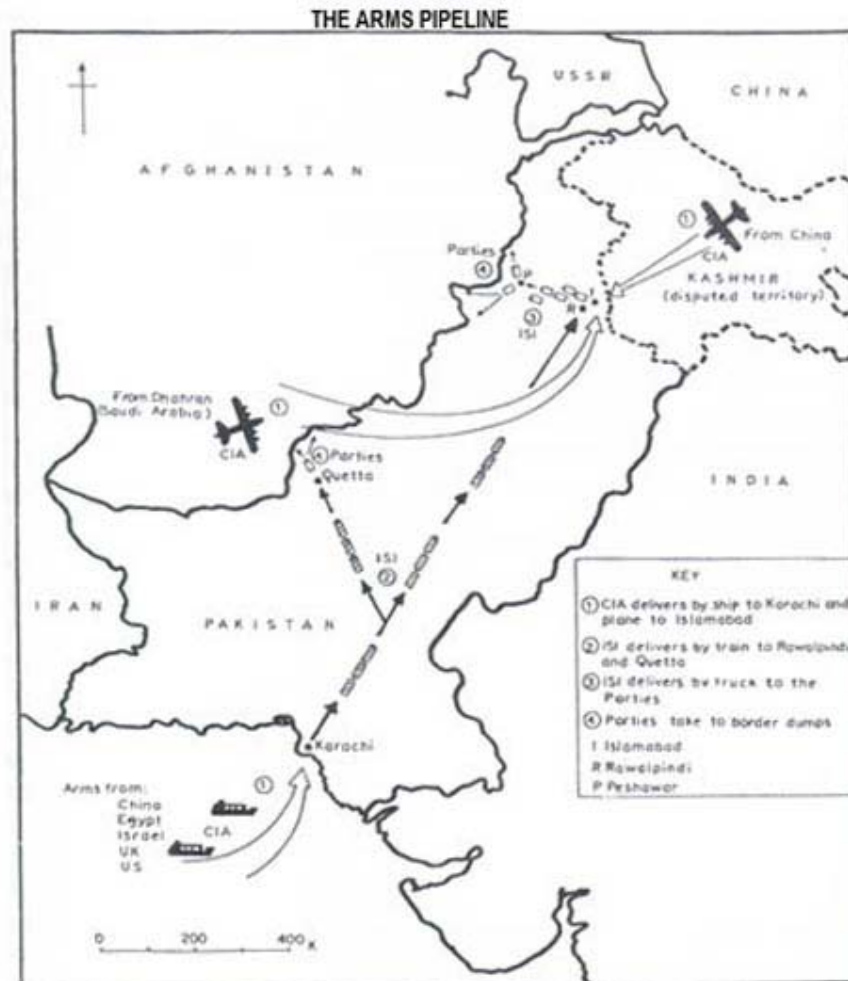 THE ARMS PIPELINE
USSR
CHINA
AFGHANISTAN
Parties
④
P
①
From China
CIA
KASHMIR
(disputed territory)
I
R
③
ISI
From Dhahran
(Saudi Arabia)
①
CIA
④ Parties
Quetta
INDIA
ISI
②
IRAN
PAKISTAN
Karachi
Arms from:
China
Egypt
Israel
UK
US
①
CIA
0 200 400 K
KEY
① CIA delivers by ship to Karachi and
plane to Islamabad
② ISI delivers by train to Rawalpindi
and Quetta
③ ISI delivers by truck to the
Parties
④ Parties take to border dumps
I Islamabad
R Rawalpindi
P Peshawar